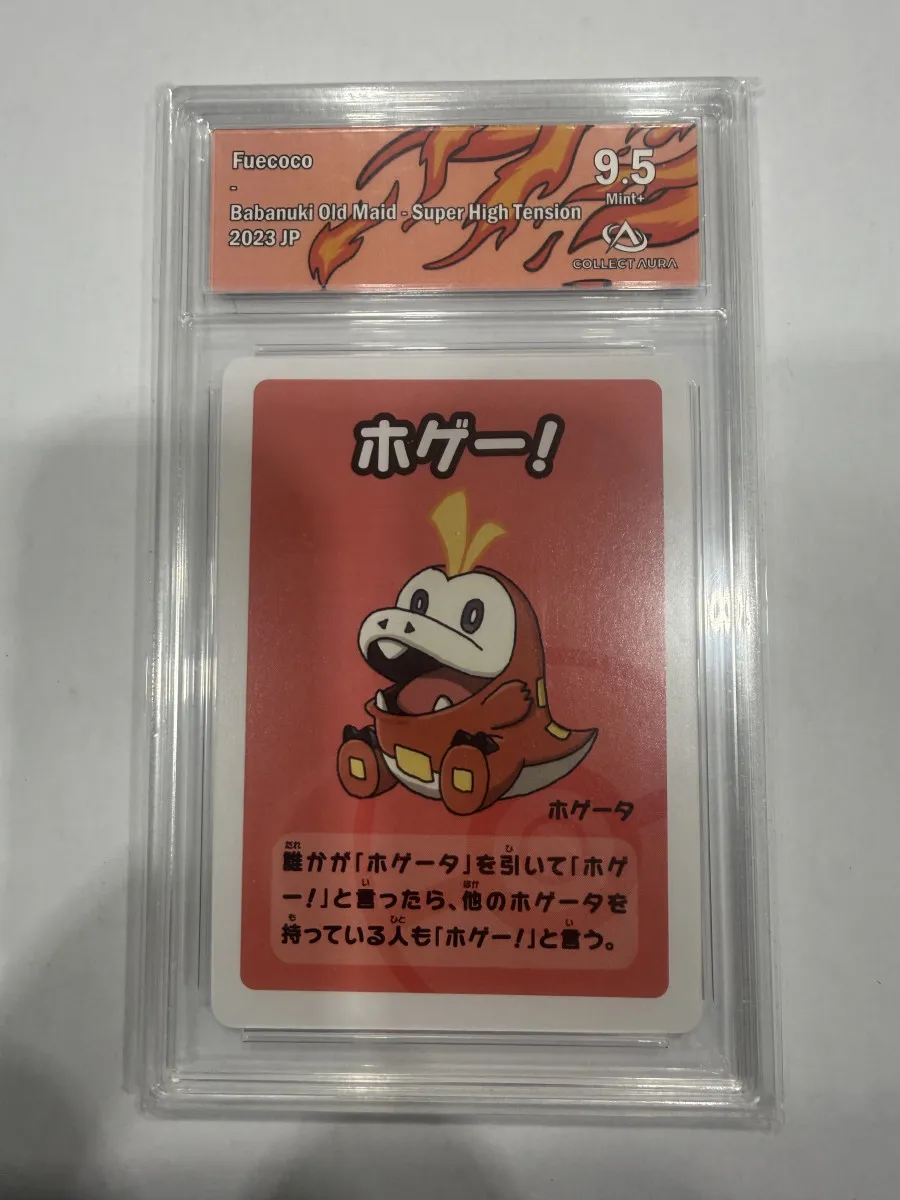 Fuecoco
-
Babanuki Old Maid - Super High Tension
2023 JP
9.5
Mint+
COLLECT AURA
ホゲー!
ホゲータ
誰かが「ホゲータ」を引いて「ホゲ
ー!」と言ったら、他のホゲータを
持っている人も「ホゲー!」と言う。